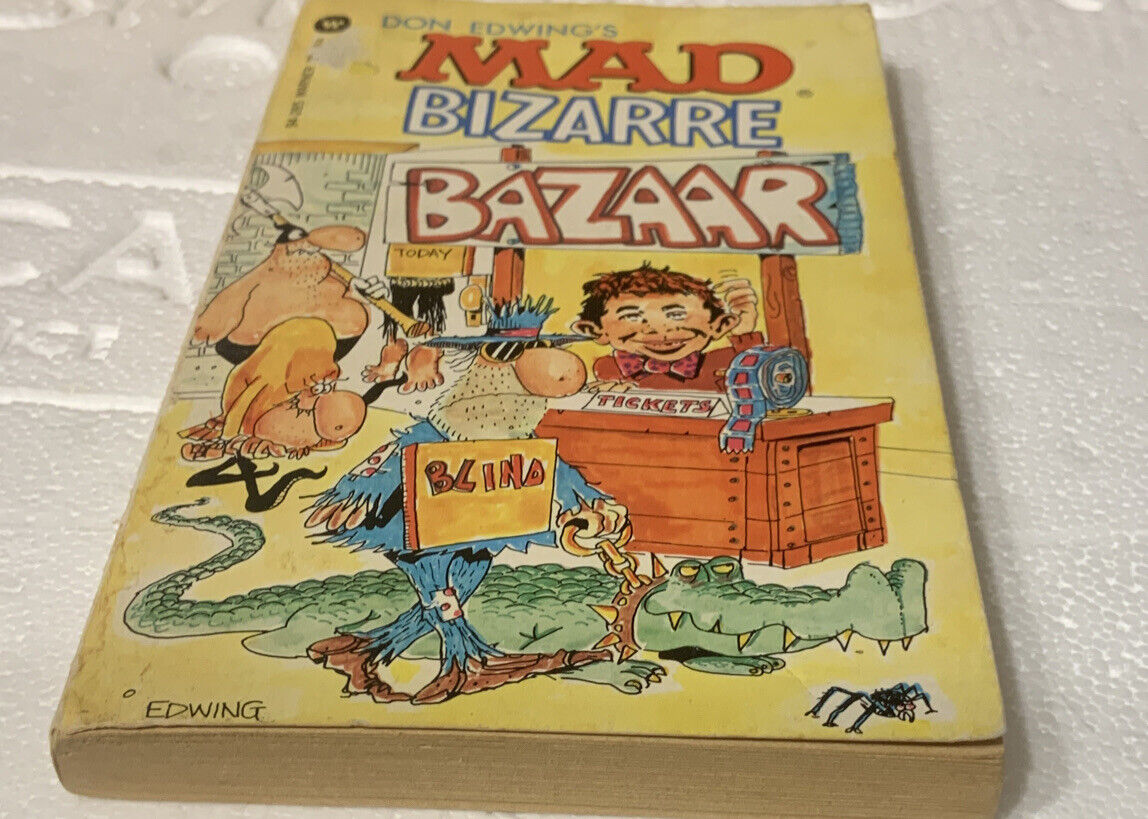 DON EDWING'S
MAD®
BIZARRE
BAZAAR
TODAY
TICKETS
BLIND
EDWING